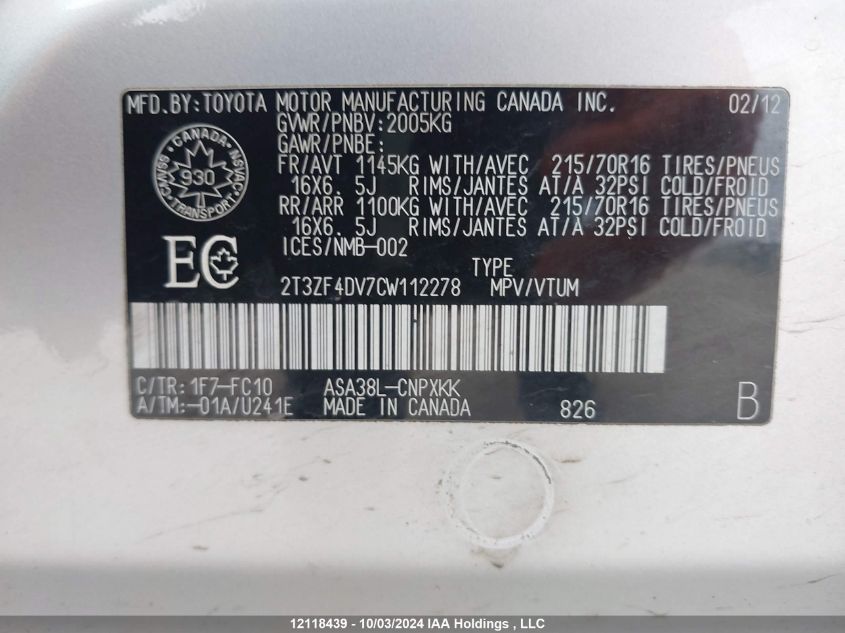 MFD.BY:TOYOTA MOTOR MANUFACTURING CANADA INC. 02/12
GVWR/PNBV:2005KG
GAWR/PNBE:
FR/AVT 1145KG WITH/AVEC 215/70R16 TIRES/PNEUS
16X6.5J RIMS/JANTES AT/À 32PSI COLD/FROID
RR/ARR 1100KG WITH/AVEC 215/70R16 TIRES/PNEUS
16X6.5J RIMS/JANTES AT/À 32PSI COLD/FROID
ICES/NMB-002
CANADA
CMVSS NSVAC
930
TRANSPORT
EC
TYPE
2T3ZF4DV7CW112278 MPV/VTUM
C/TR:1F7-FC10 ASA38L-CNPXKK
A/TM:-01A/U241E MADE IN CANADA 826 B
12118439 - 10/03/2024 IAA Holdings , LLC